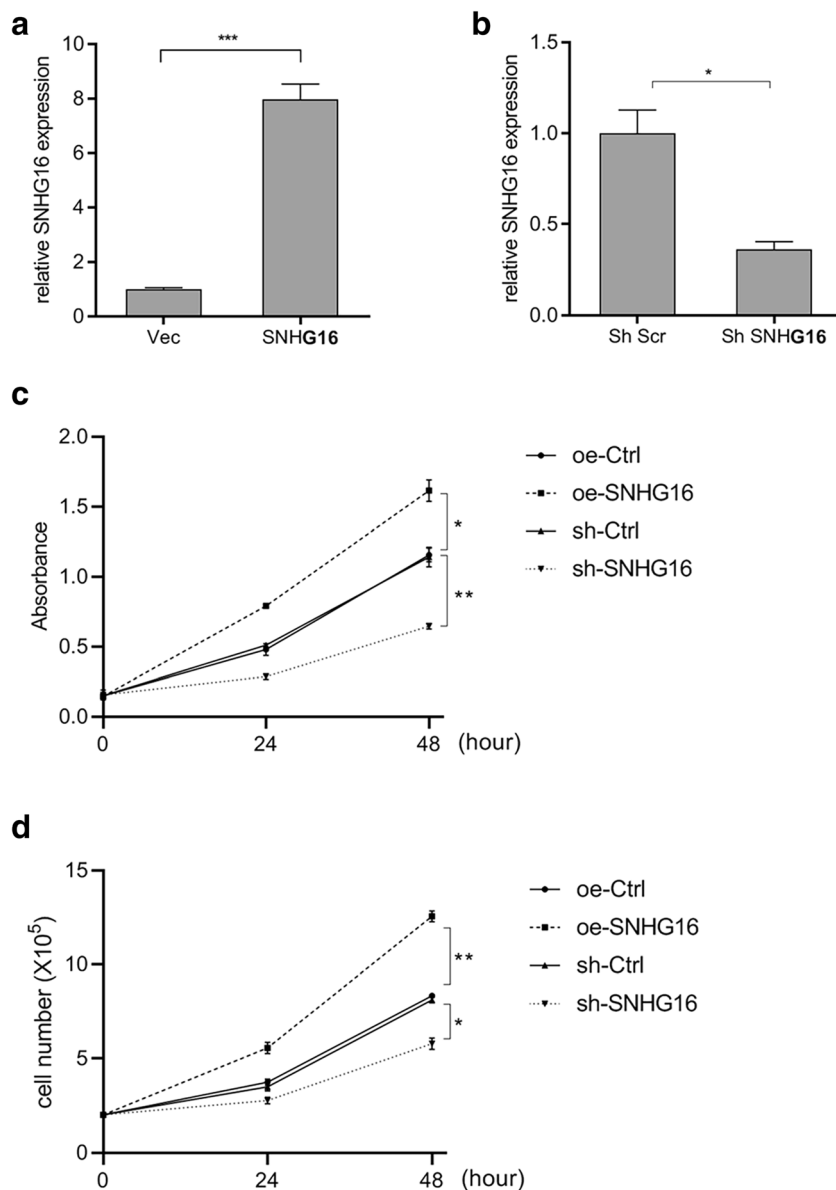 a
relative SNHG16 expression
10
8
6
4
2
0
***
Vec
SNHG16
b
relative SNHG16 expression
1.5
1.0
0.5
0.0
*
Sh Scr
Sh SNHG16
c
Absorbance
2.0
1.5
1.0
0.5
0.0
0
24
48
(hour)
*
**
oe-Ctrl
oe-SNHG16
sh-Ctrl
sh-SNHG16
d
cell number (X10⁵)
15
10
5
0
0
24
48
(hour)
**
*
oe-Ctrl
oe-SNHG16
sh-Ctrl
sh-SNHG16